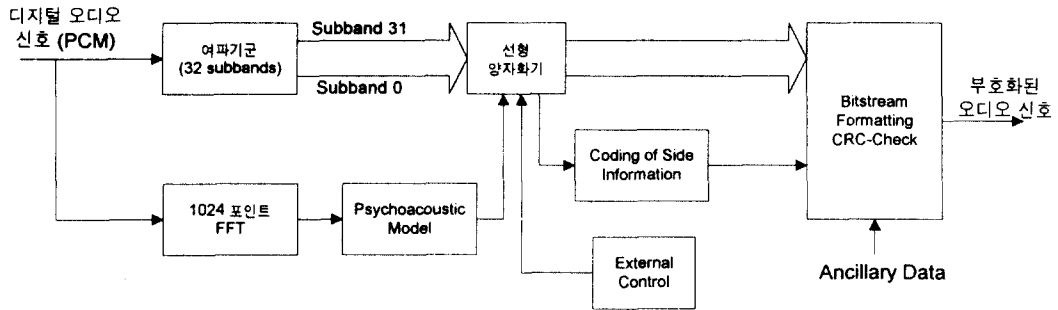 디지털 오디오
신호 (PCM)
여파기군
(32 subbands)
Subband 31
Subband 0
선형
양자화기
Bitstream
Formatting
CRC-Check
부호화된
오디오 신호
Coding of Side
Information
1024 포인트
FFT
Psychoacoustic
Model
External
Control
Ancillary Data